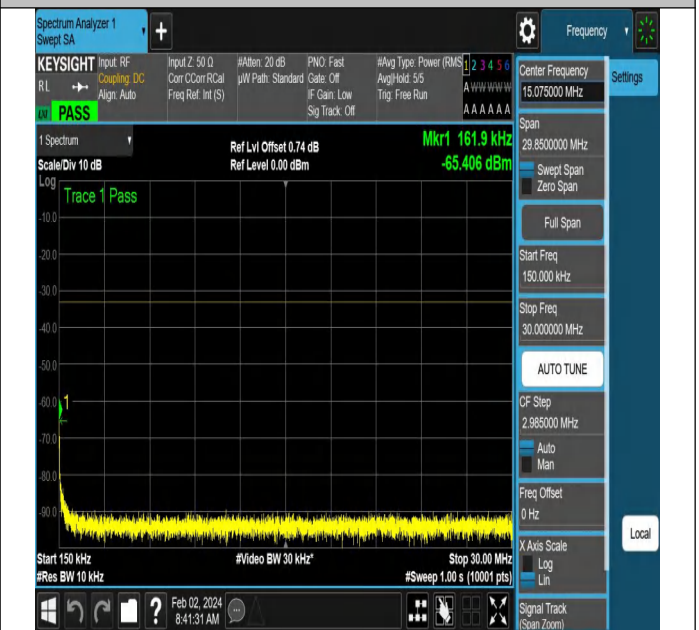 Spectrum Analyzer 1
Swept SA
+
Frequency
KEYSIGHT
Input: RF
Coupling: DC
Align: Auto
Input Z: 50 Ω
Corr CCorr RCal
Freq Ref: Int (S)
#Atten: 20 dB
µW Path: Standard
PNO: Fast
Gate: Off
IF Gain: Low
Sig Track: Off
#Avg Type: Power (RMS
Avg|Hold: 5/5
Trig: Free Run
1 2 3 4 5 6
A W W W W W
A A A A A A
RL
PASS
1 Spectrum
Scale/Div 10 dB
Ref Lvl Offset 0.74 dB
Ref Level 0.00 dBm
Mkr1 161.9 kHz
-65.406 dBm
Log
Trace 1 Pass
-10.0
-20.0
-30.0
-40.0
-50.0
-60.0
1
-70.0
-80.0
-90.0
Start 150 kHz
#Res BW 10 kHz
#Video BW 30 kHz*
Stop 30.00 MHz
#Sweep 1.00 s (10001 pts)
Center Frequency
15.075000 MHz
Settings
Span
29.8500000 MHz
Swept Span
Zero Span
Full Span
Start Freq
150.000 kHz
Stop Freq
30.000000 MHz
AUTO TUNE
CF Step
2.985000 MHz
Auto
Man
Freq Offset
0 Hz
X Axis Scale
Log
Lin
Local
Signal Track
(Span Zoom)
?
Feb 02, 2024
8:41:31 AM